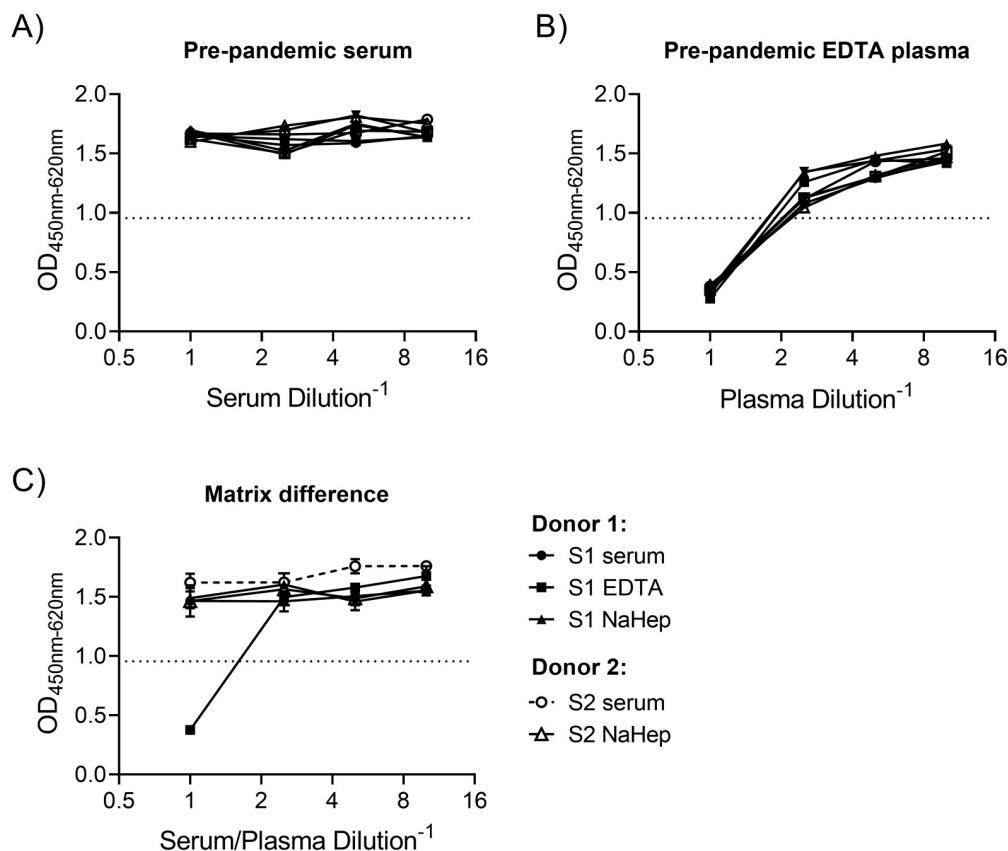 A)
Pre-pandemic serum
OD450nm-620nm
2.0
1.5
1.0
0.5
0.0
0.5 1 2 4 8 16
Serum Dilution-1
B)
Pre-pandemic EDTA plasma
OD450nm-620nm
2.0
1.5
1.0
0.5
0.0
0.5 1 2 4 8 16
Plasma Dilution-1
C)
Matrix difference
OD450nm-620nm
2.0
1.5
1.0
0.5
0.0
0.5 1 2 4 8 16
Serum/Plasma Dilution-1
Donor 1:
S1 serum
S1 EDTA
S1 NaHep
Donor 2:
S2 serum
S2 NaHep